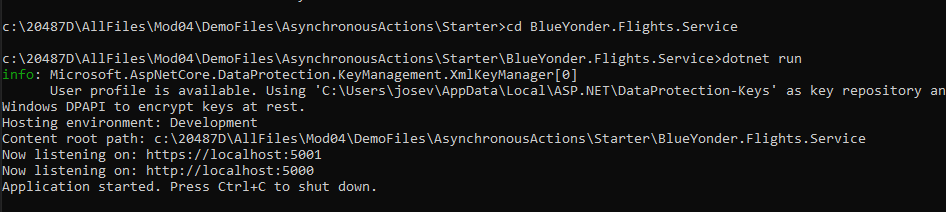 c:\20487D\AllFiles\Mod04\DemoFiles\AsynchronousActions\Starter>cd BlueYonder.Flights.Service
c:\20487D\AllFiles\Mod04\DemoFiles\AsynchronousActions\Starter\BlueYonder.Flights.Service>dotnet run
info: Microsoft.AspNetCore.DataProtection.KeyManagement.XmlKeyManager[0]
      User profile is available. Using 'C:\Users\josev\AppData\Local\ASP.NET\DataProtection-Keys' as key repository an
Windows DPAPI to encrypt keys at rest.
Hosting environment: Development
Content root path: c:\20487D\AllFiles\Mod04\DemoFiles\AsynchronousActions\Starter\BlueYonder.Flights.Service
Now listening on: https://localhost:5001
Now listening on: http://localhost:5000
Application started. Press Ctrl+C to shut down.